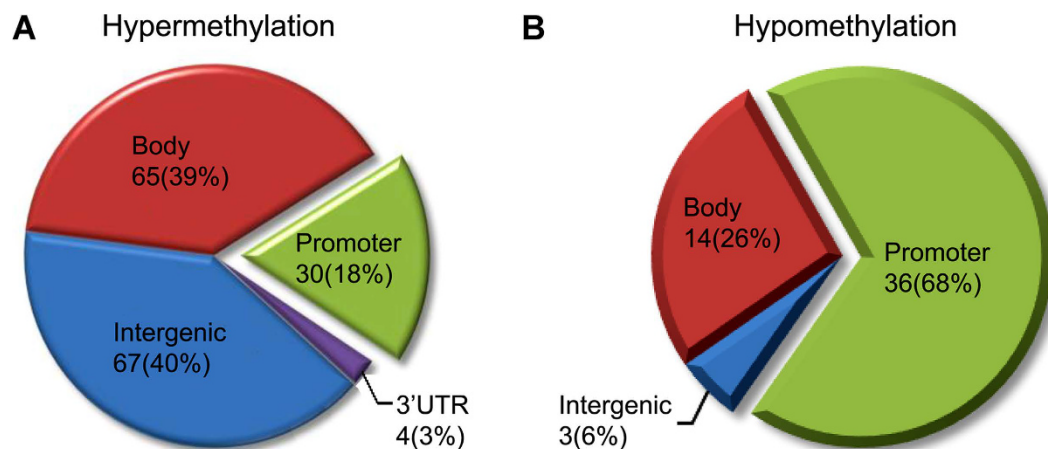 A Hypermethylation
Body
65(39%)
Promoter
30(18%)
Intergenic
67(40%)
3'UTR
4(3%)
B Hypomethylation
Body
14(26%)
Promoter
36(68%)
Intergenic
3(6%)